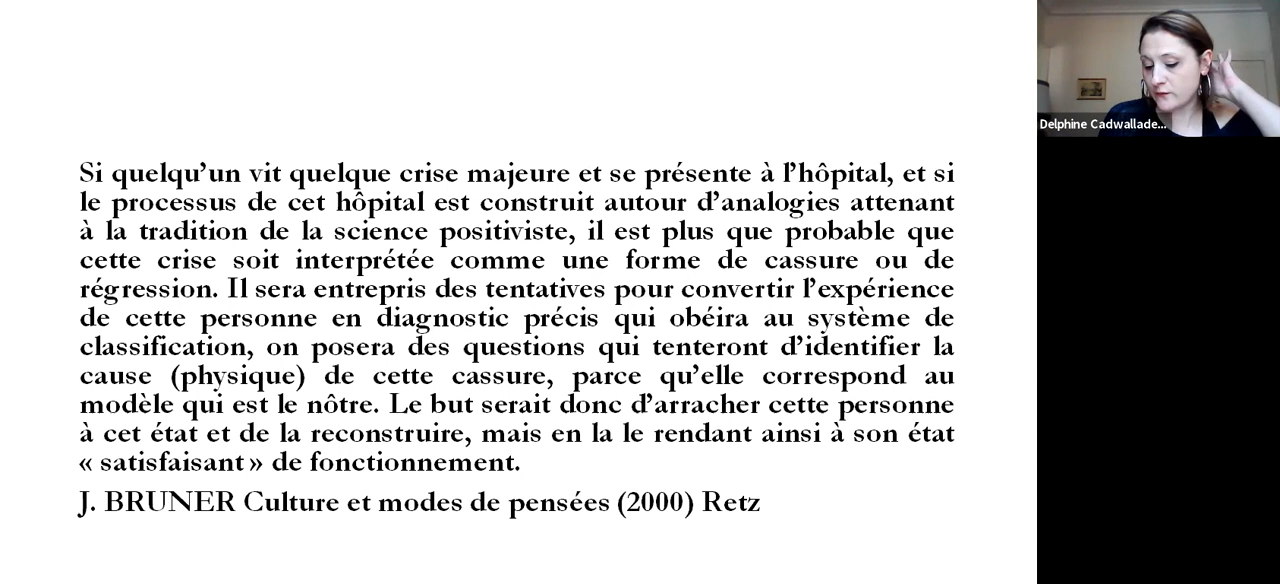 Si quelqu’un vit quelque crise majeure et se présente à l’hôpital, et si
le processus de cet hôpital est construit autour d’analogies attenant
à la tradition de la science positiviste, il est plus que probable que
cette crise soit interprétée comme une forme de cassure ou de
régression. Il sera entrepris des tentatives pour convertir l’expérience
de cette personne en diagnostic précis qui obéira au système de
classification, on posera des questions qui tenteront d’identifier la
cause (physique) de cette cassure, parce qu’elle correspond au
modèle qui est le nôtre. Le but serait donc d’arracher cette personne
à cet état et de la reconstruire, mais en la le rendant ainsi à son état
« satisfaisant » de fonctionnement.
J. BRUNER Culture et modes de pensées (2000) Retz
Delphine Cadwallade...